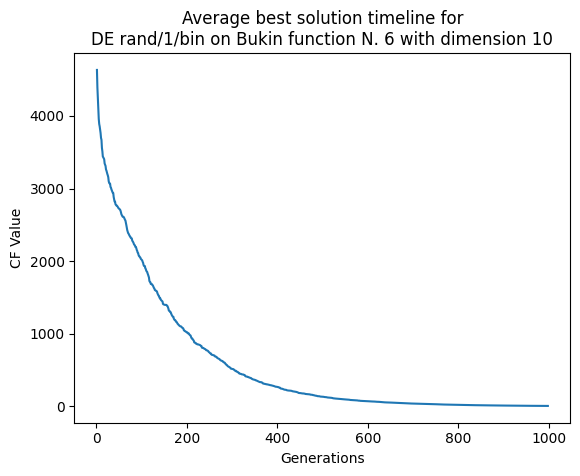 Average best solution timeline for
DE rand/1/bin on Bukin function N. 6 with dimension 10
CF Value
4000
3000
2000
1000
0
0 200 400 600 800 1000
Generations